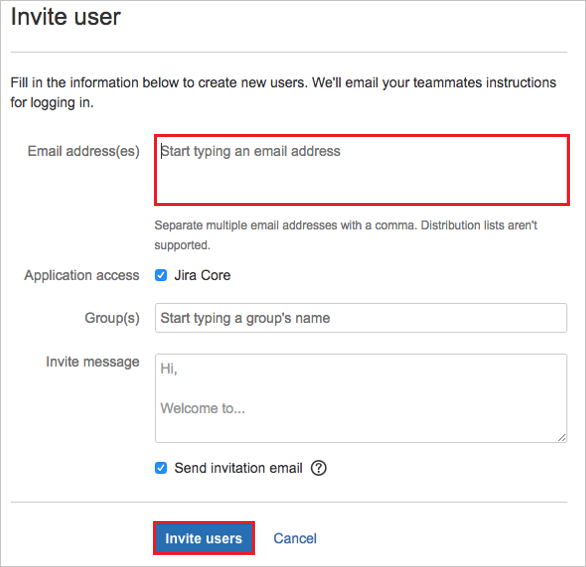 Invite user
Fill in the information below to create new users. We'll email your teammates instructions
for logging in.
Email address(es)
Start typing an email address
Separate multiple email addresses with a comma. Distribution lists aren't
supported.
Application access
Jira Core
Group(s)
Start typing a group's name
Invite message
Hi,
Welcome to...
Send invitation email ?
Invite users
Cancel